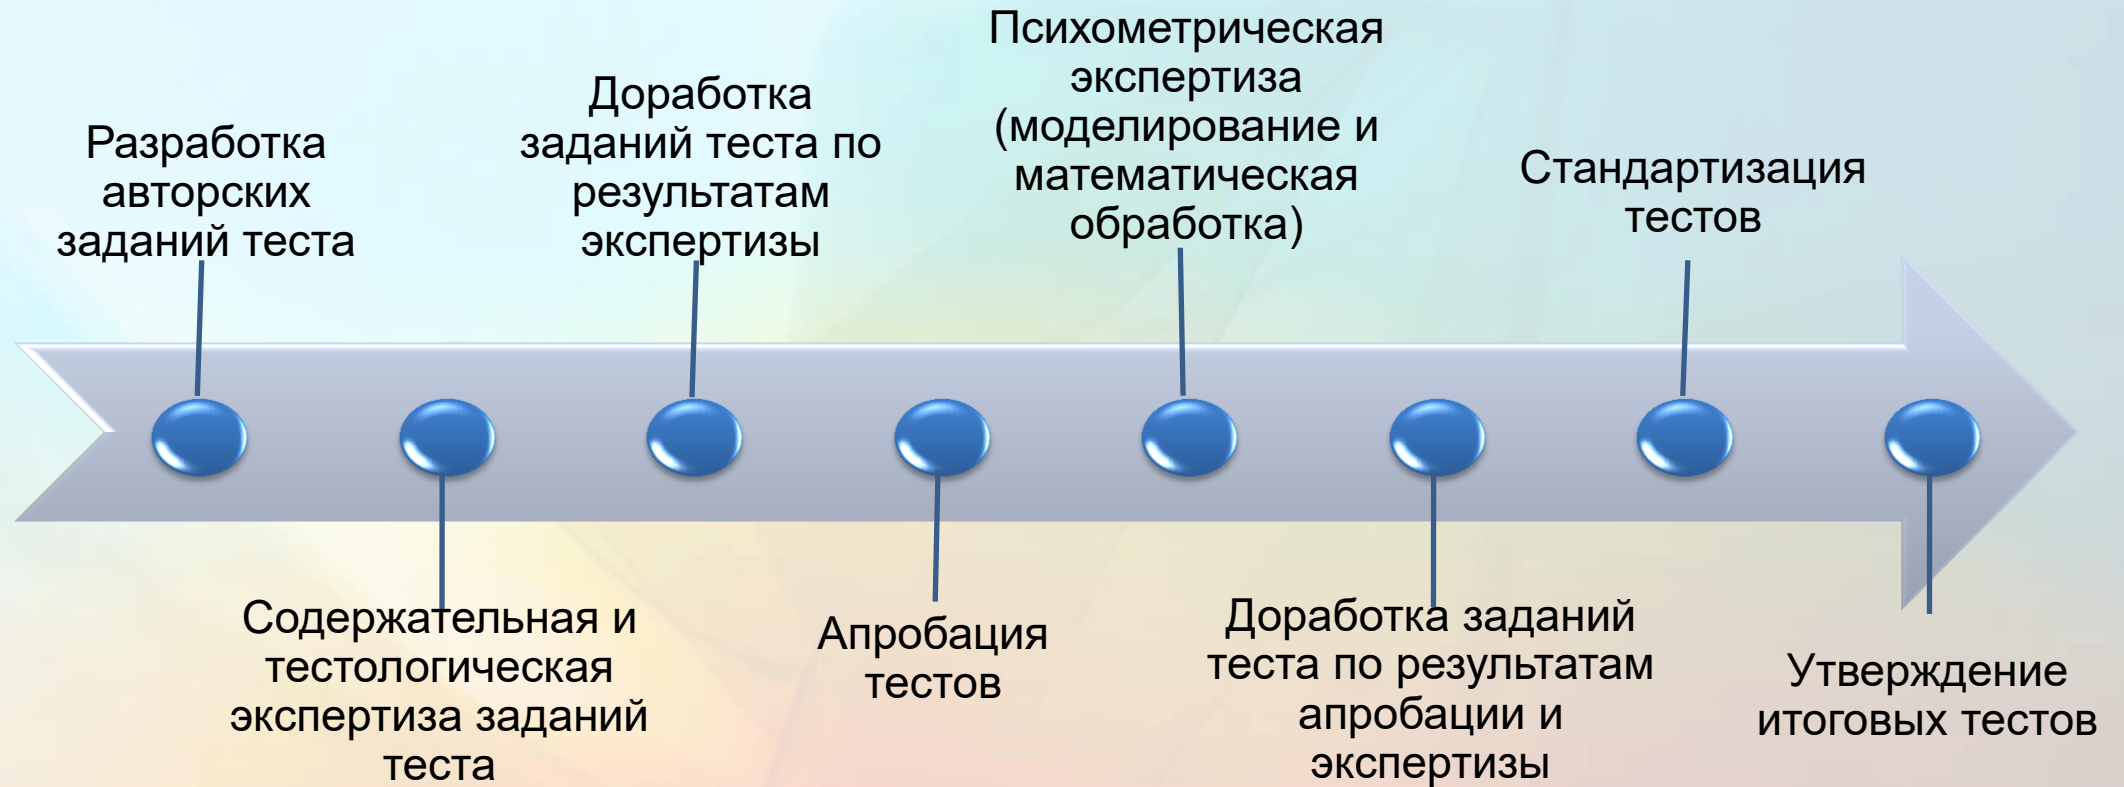 Разработка
авторских
заданий теста
Содержательная и
тестологическая
экспертиза заданий
теста
Доработка
заданий теста по
результатам
экспертизы
Апробация
тестов
Психометрическая
экспертиза
(моделирование и
математическая
обработка)
Доработка заданий
теста по результатам
апробации и
экспертизы
Стандартизация
тестов
Утверждение
итоговых тестов